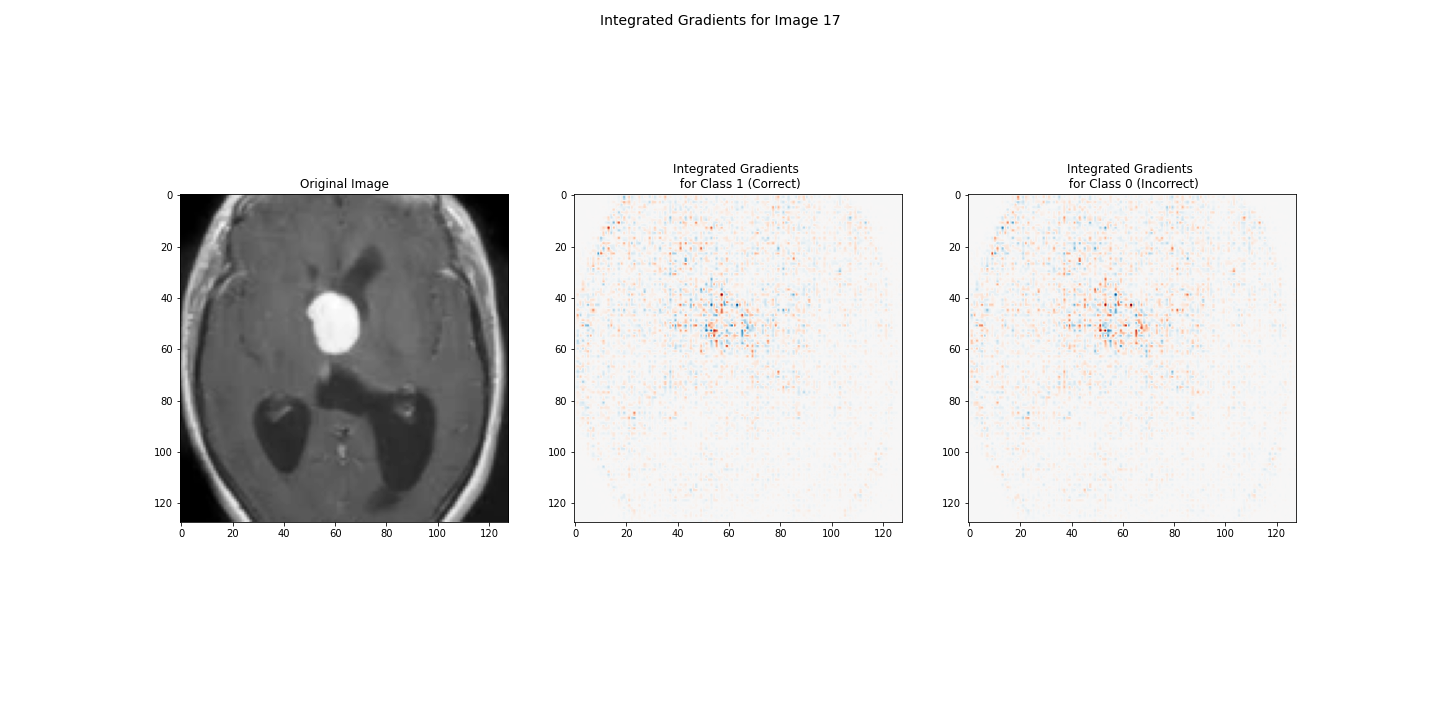 Integrated Gradients for Image 17
Original Image
0
20
40
60
80
100
120
0 20 40 60 80 100 120
Integrated Gradients
for Class 1 (Correct)
0
20
40
60
80
100
120
0 20 40 60 80 100 120
Integrated Gradients
for Class 0 (Incorrect)
0
20
40
60
80
100
120
0 20 40 60 80 100 120